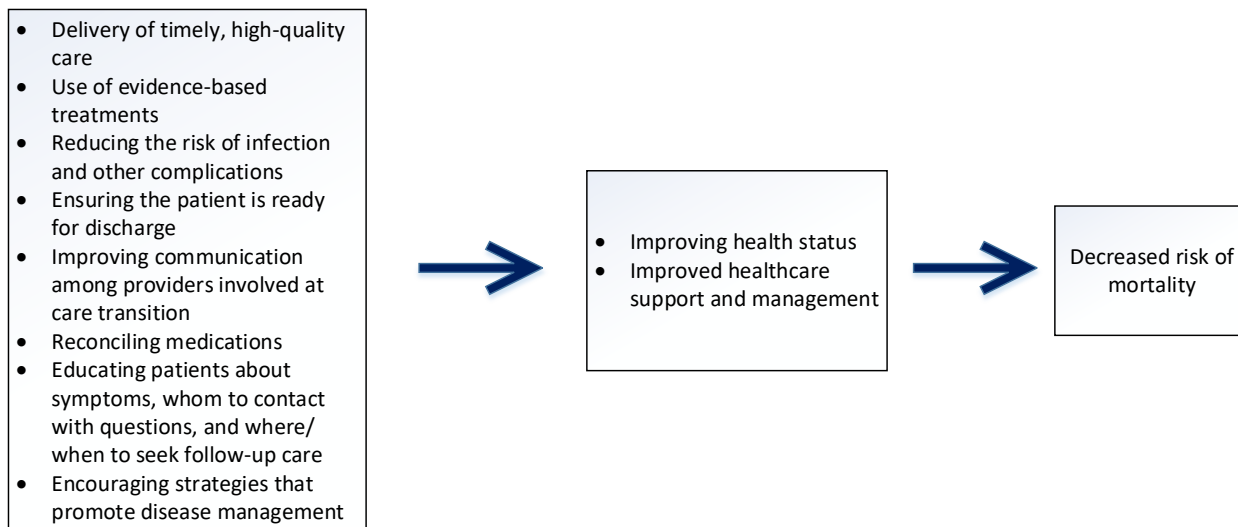 • Delivery of timely, high-quality
care
• Use of evidence-based
treatments
• Reducing the risk of infection
and other complications
• Ensuring the patient is ready
for discharge
• Improving communication
among providers involved at
care transition
• Reconciling medications
• Educating patients about
symptoms, whom to contact
with questions, and where/
when to seek follow-up care
• Encouraging strategies that
promote disease management
• Improving health status
• Improved healthcare
support and management
Decreased risk of
mortality